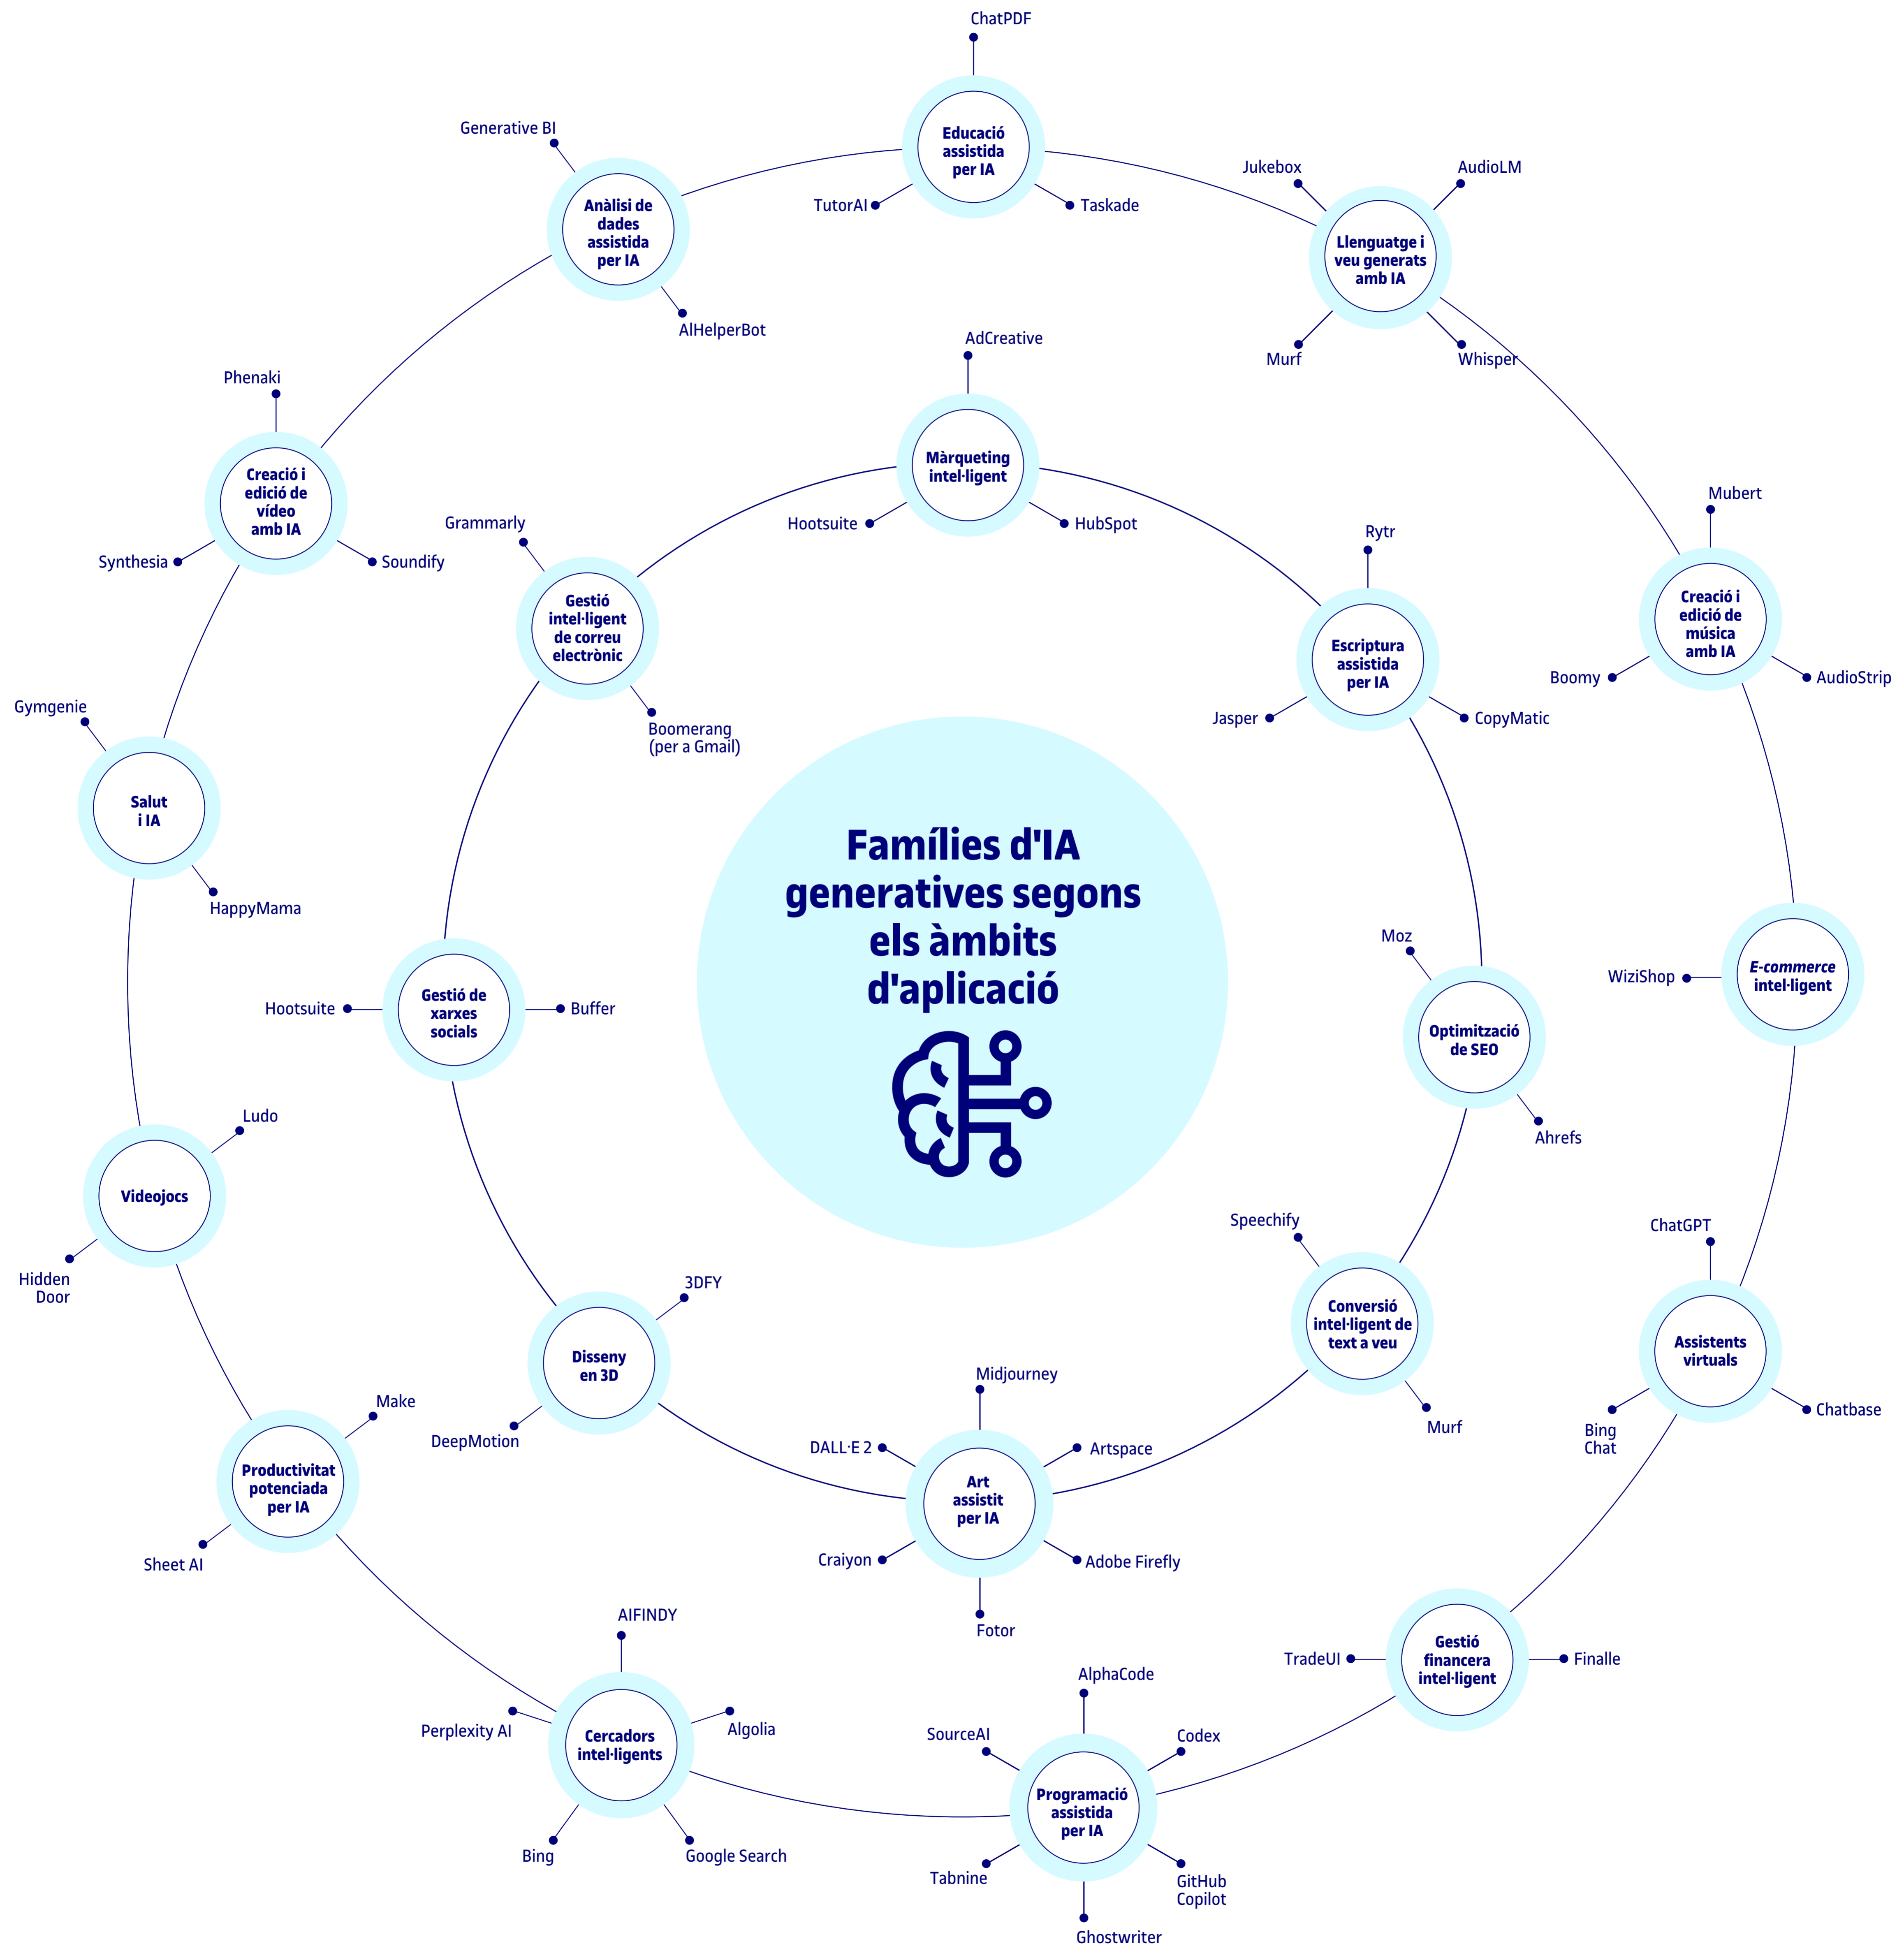 Famílies d'IA
generatives segons
els àmbits
d'aplicació
ChatPDF
Educació
assistida
per IA
TutorAI
Taskade
Generative BI
Anàlisi de
dades
assistida
per IA
AlHelperBot
Jukebox
AudioLM
Llenguatge i
veu generats
amb IA
Murf
Whisper
Phenaki
Creació i
edició de
vídeo
amb IA
Synthesia
Soundify
AdCreative
Màrqueting
intel·ligent
Hootsuite
HubSpot
Grammarly
Gestió
intel·ligent
de correu
electrònic
Boomerang
(per a Gmail)
Rytr
Escriptura
assistida
per IA
Jasper
CopyMatic
Mubert
Creació i
edició de
música
amb IA
Boomy
AudioStrip
Gymgenie
Salut
i IA
HappyMama
Hootsuite
Gestió de
xarxes
socials
Buffer
Moz
Optimització
de SEO
Ahrefs
WiziShop
E-commerce
intel·ligent
Ludo
Videojocs
Hidden
Door
3DFY
Disseny
en 3D
DeepMotion
Speechify
Conversió
intel·ligent de
text a veu
Murf
ChatGPT
Assistents
virtuals
Bing
Chat
Chatbase
Make
Productivitat
potenciada
per IA
Sheet AI
Midjourney
DALL·E 2
Artspace
Art
assistit
per IA
Craiyon
Adobe Firefly
Fotor
AIFINDY
Perplexity AI
Algolia
Cercadors
intel·ligents
Bing
Google Search
AlphaCode
SourceAI
Codex
Programació
assistida
per IA
Tabnine
GitHub
Copilot
Ghostwriter
TradeUI
Gestió
financera
intel·ligent
Finalle